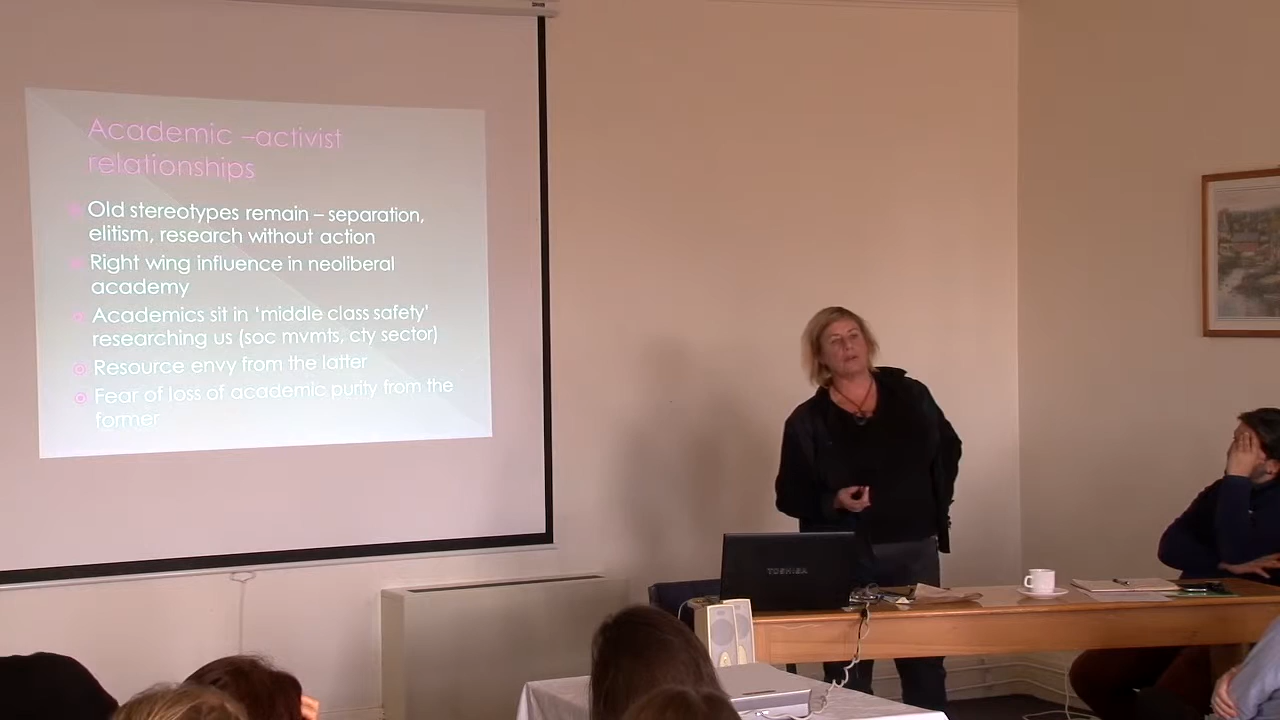 Academic –activist
relationships
Old stereotypes remain – separation,
elitism, research without action
Right wing influence in neoliberal
academy
Academics sit in ‘middle class safety’
researching us (soc mvmts, cty sector)
Resource envy from the latter
Fear of loss of academic purity from the
former
TOSHIBA